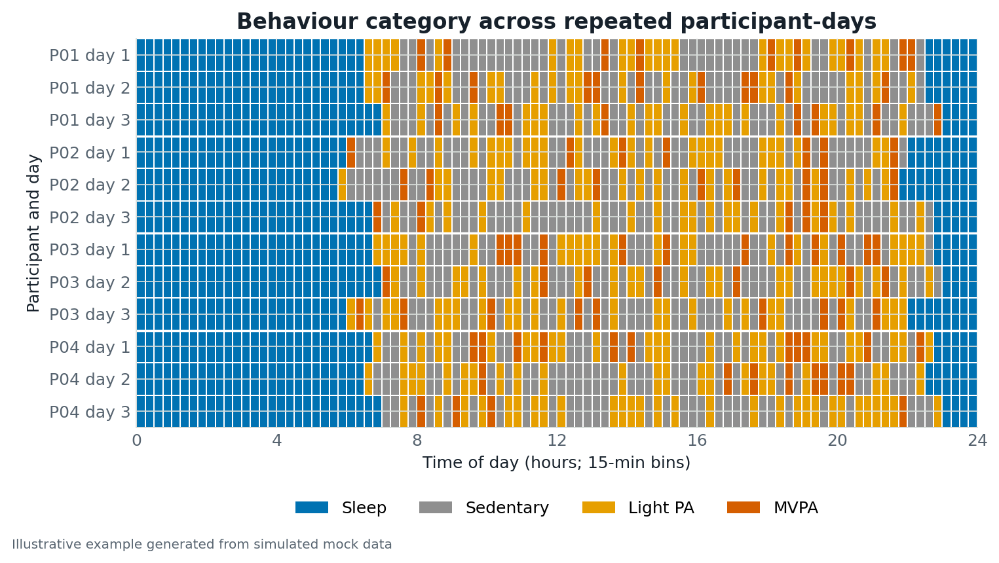 Behaviour category across repeated participant-days
Participant and day
P01 day 1
P01 day 2
P01 day 3
P02 day 1
P02 day 2
P02 day 3
P03 day 1
P03 day 2
P03 day 3
P04 day 1
P04 day 2
P04 day 3
0 4 8 12 16 20 24
Time of day (hours; 15-min bins)
Sleep Sedentary Light PA MVPA
Illustrative example generated from simulated mock data